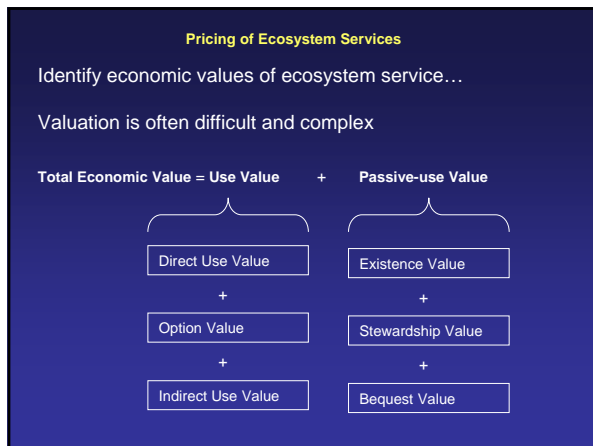 Pricing of Ecosystem Services
Identify economic values of ecosystem service…
Valuation is often difficult and complex
Total Economic Value = Use Value + Passive-use Value
Direct Use Value
+
Option Value
+
Indirect Use Value
Existence Value
+
Stewardship Value
+
Bequest Value